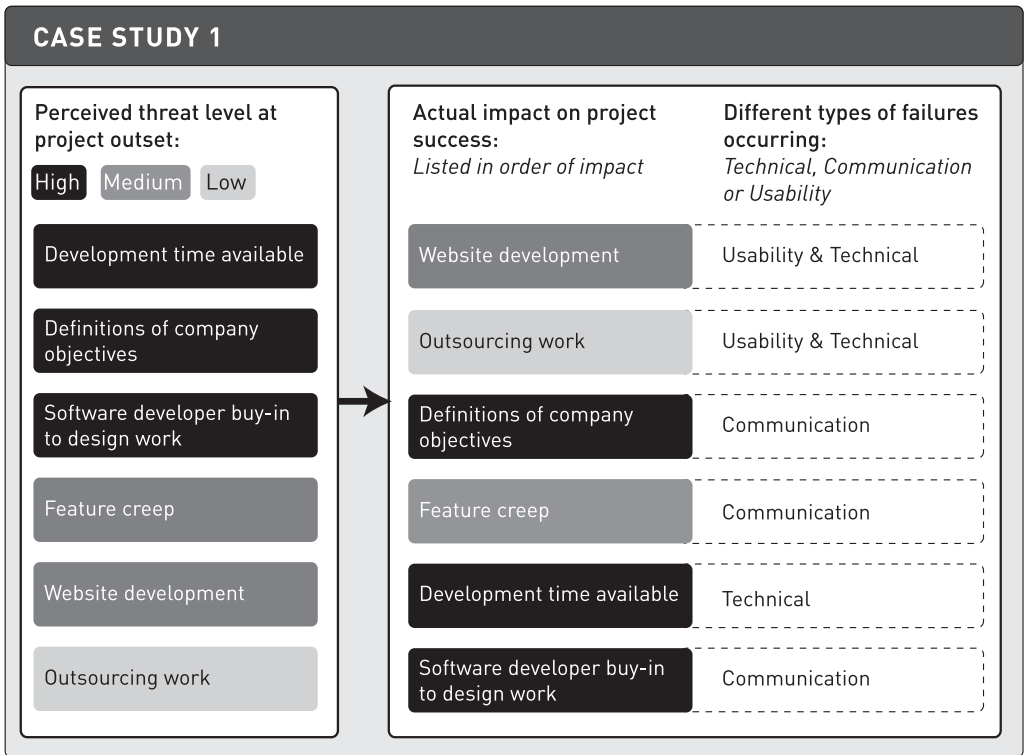 CASE STUDY 1
Perceived threat level at
project outset:
High Medium Low
Development time available
Definitions of company
objectives
Software developer buy-in
to design work
Feature creep
Website development
Outsourcing work
Actual impact on project
success:
Listed in order of impact
Different types of failures
occurring:
Technical, Communication
or Usability
Website development
Usability & Technical
Outsourcing work
Usability & Technical
Definitions of company
objectives
Communication
Feature creep
Communication
Development time available
Technical
Software developer buy-in
to design work
Communication